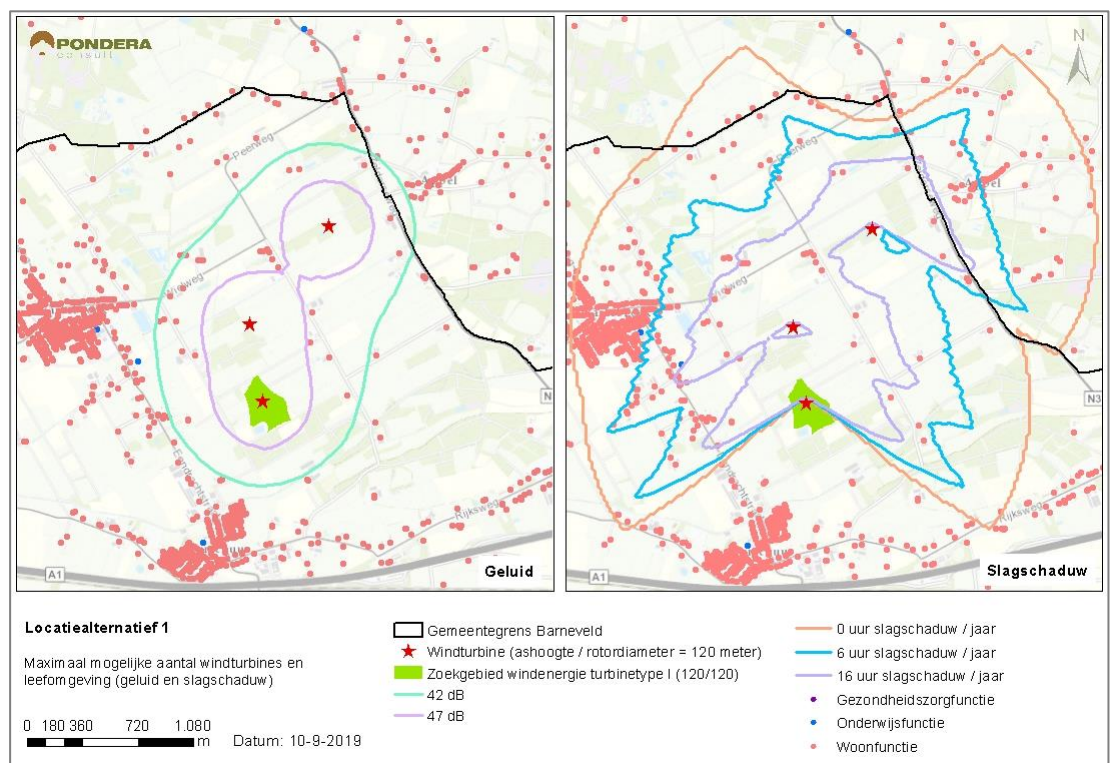 PONDERA
consult
Peerweg
Wielweg
A1
N
Geluid
N
Appel
N3
Rijksweg
A1
Slagschaduw
Locatiealternatief 1
Maximaal mogelijke aantal windturbines en
leefomgeving (geluid en slagschaduw)
0 180 360 720 1.080
m
Datum: 10-9-2019
Gemeentegrens Barneveld
Windturbine (ashoogte / rotordiameter = 120 meter)
Zoekgebied windenergie turbinetype I (120/120)
42 dB
47 dB
0 uur slagschaduw / jaar
6 uur slagschaduw / jaar
16 uur slagschaduw / jaar
Gezondheidszorgfunctie
Onderwijsfunctie
Woonfunctie